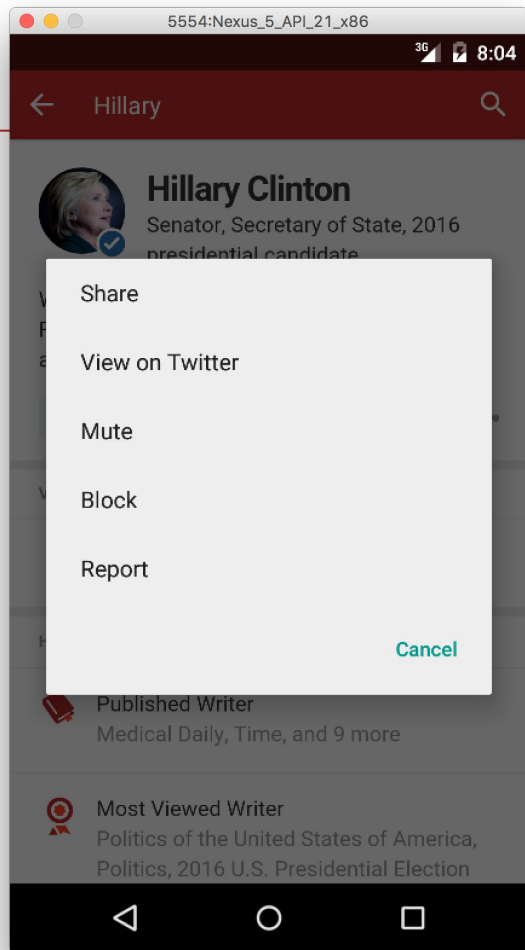 5554:Nexus_5_API_21_x86
3G 8:04
Hillary
Hillary Clinton
Senator, Secretary of State, 2016
presidential candidate
Share
View on Twitter
Mute
Block
Report
Cancel
Published Writer
Medical Daily, Time, and 9 more
Most Viewed Writer
Politics of the United States of America,
Politics, 2016 U.S. Presidential Election